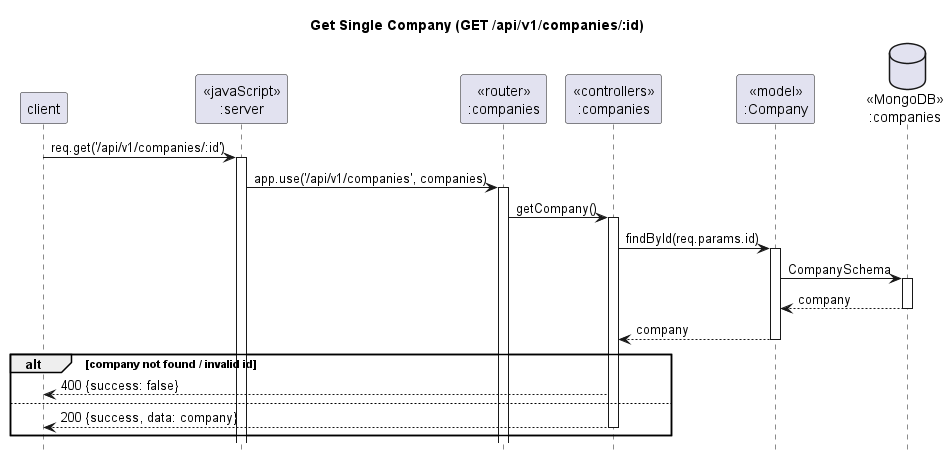 Get Single Company (GET /api/v1/companies/:id)
client
«javaScript»
:server
«router»
:companies
«controllers»
:companies
«model»
:Company
«MongoDB»
:companies
req.get('/api/v1/companies/:id')
app.use('/api/v1/companies', companies)
getCompany()
findById(req.params.id)
CompanySchema
company
company
alt [company not found / invalid id]
400 {success: false}
200 {success, data: company}